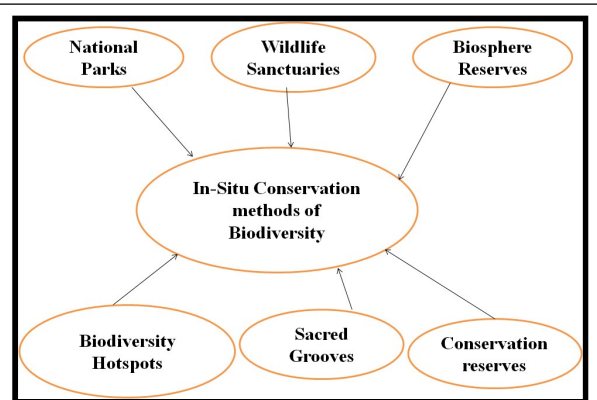 National
Parks
Wildlife
Sanctuaries
Biosphere
Reserves
In-Situ Conservation
methods of
Biodiversity
Biodiversity
Hotspots
Sacred
Grooves
Conservation
reserves